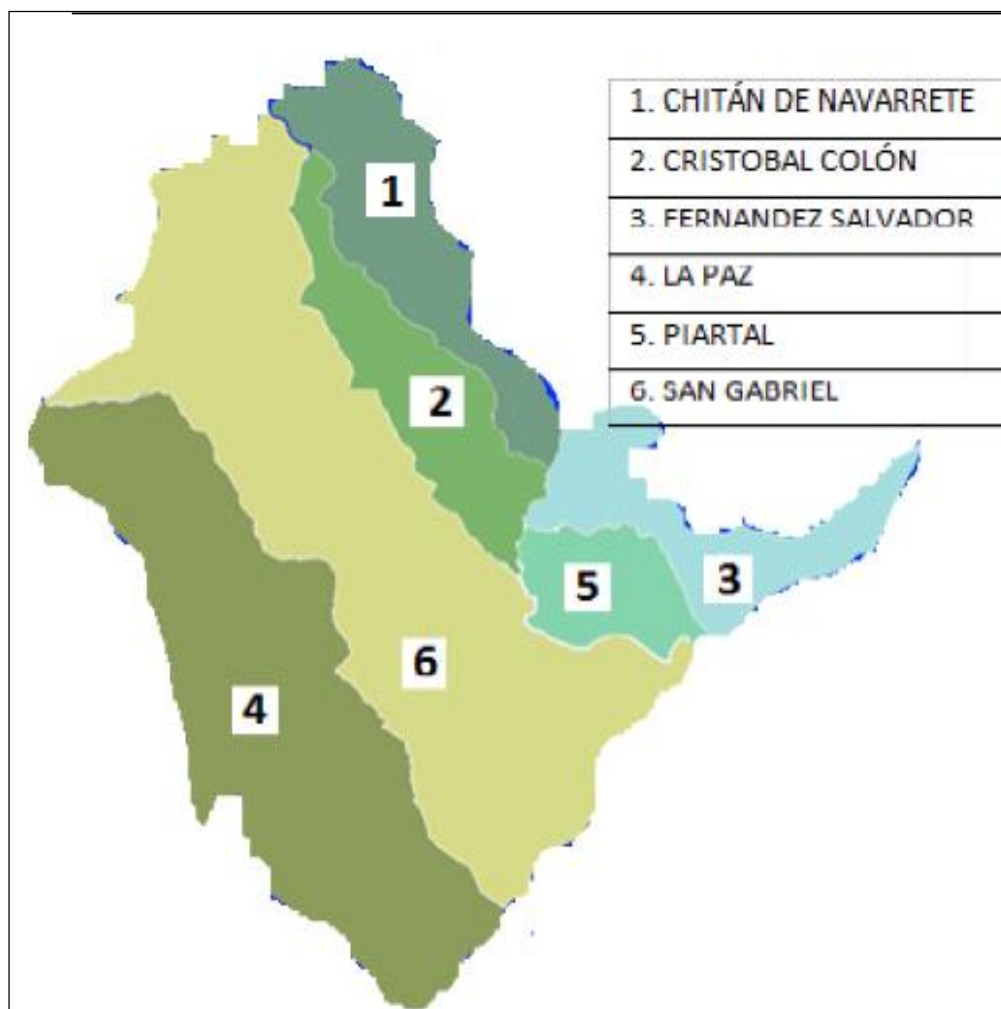 1. CHITÁN DE NAVARRETE
2. CRISTOBAL COLÓN
3. FERNANDEZ SALVADOR
4. LA PAZ
5. PIARTAL
6. SAN GABRIEL
1
2
5
3
6
4